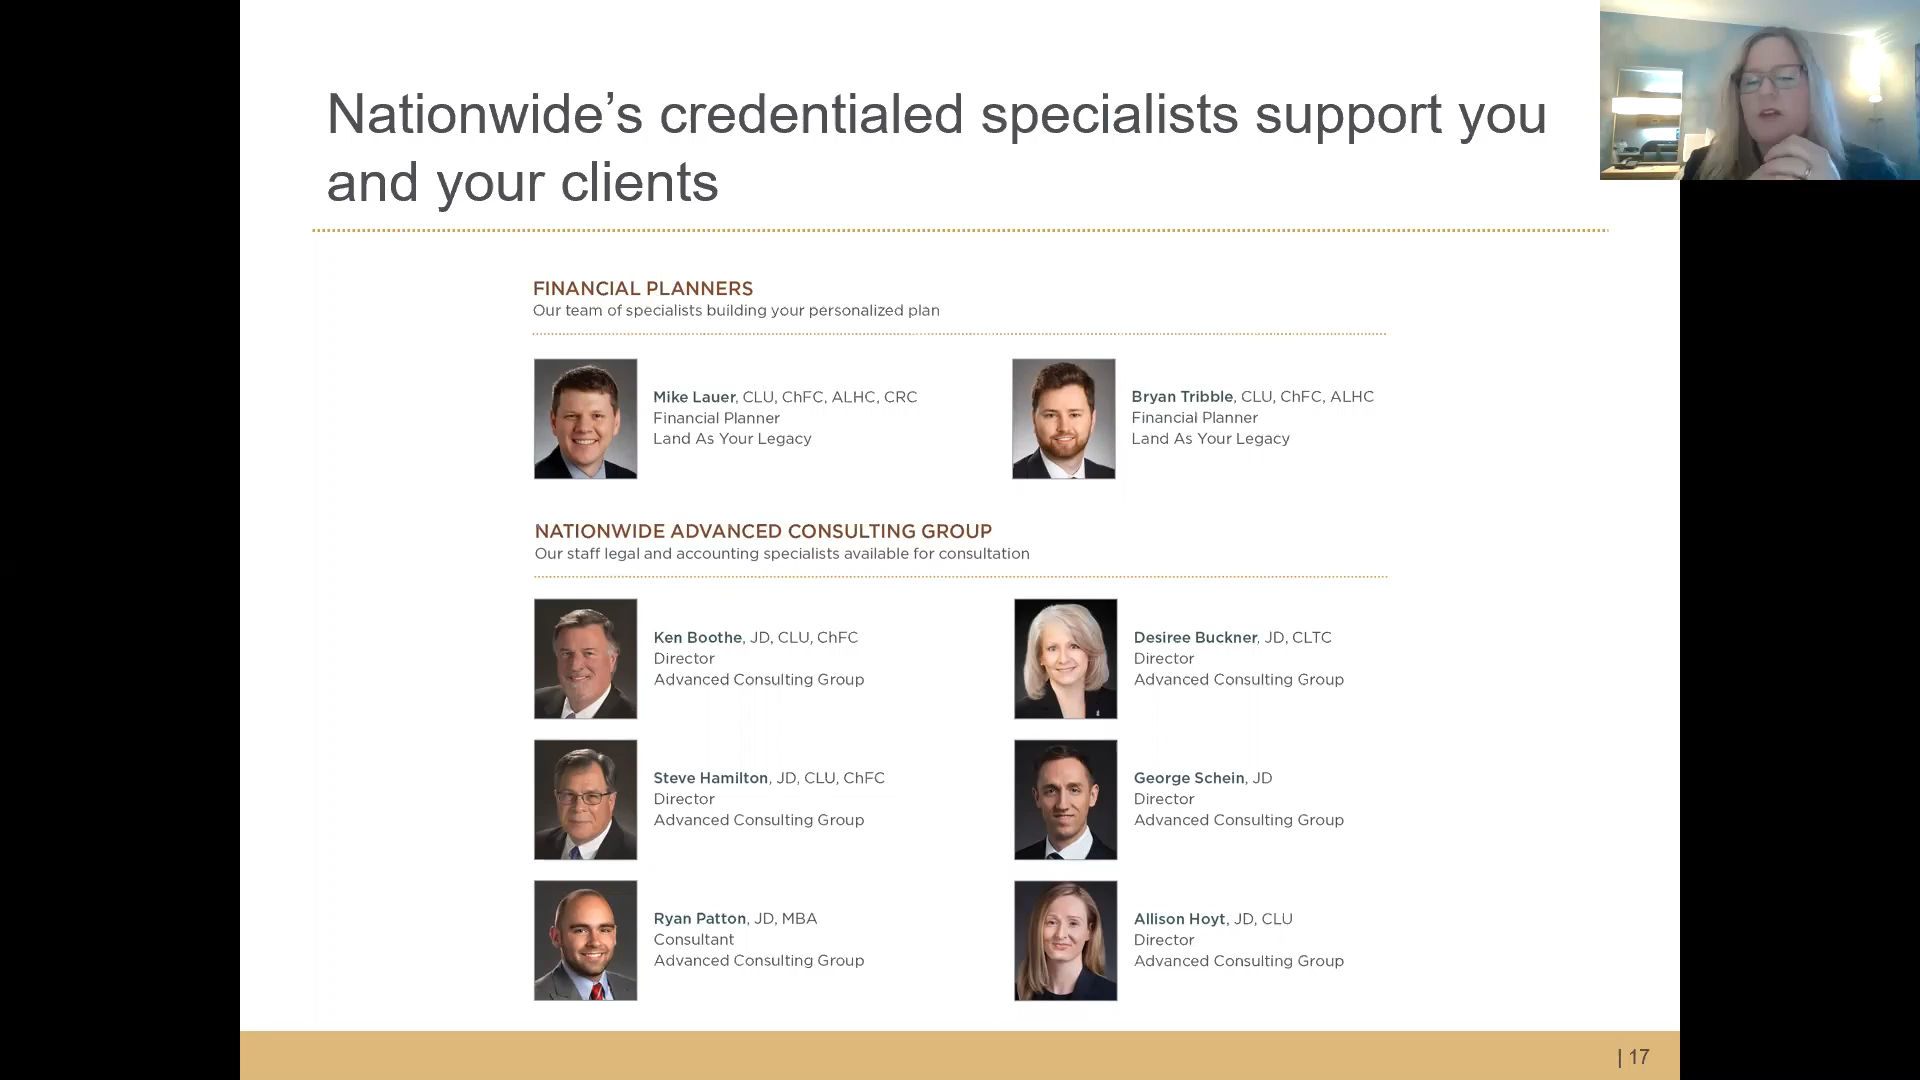 Nationwide’s credentialed specialists support you
and your clients
FINANCIAL PLANNERS
Our team of specialists building your personalized plan
Mike Lauer, CLU, ChFC, ALHC, CRC
Financial Planner
Land As Your Legacy
Bryan Tribble, CLU, ChFC, ALHC
Financial Planner
Land As Your Legacy
NATIONWIDE ADVANCED CONSULTING GROUP
Our staff legal and accounting specialists available for consultation
Ken Boothe, JD, CLU, ChFC
Director
Advanced Consulting Group
Desiree Buckner, JD, CLTC
Director
Advanced Consulting Group
Steve Hamilton, JD, CLU, ChFC
Director
Advanced Consulting Group
George Schein, JD
Director
Advanced Consulting Group
Ryan Patton, JD, MBA
Consultant
Advanced Consulting Group
Allison Hoyt, JD, CLU
Director
Advanced Consulting Group
| 17